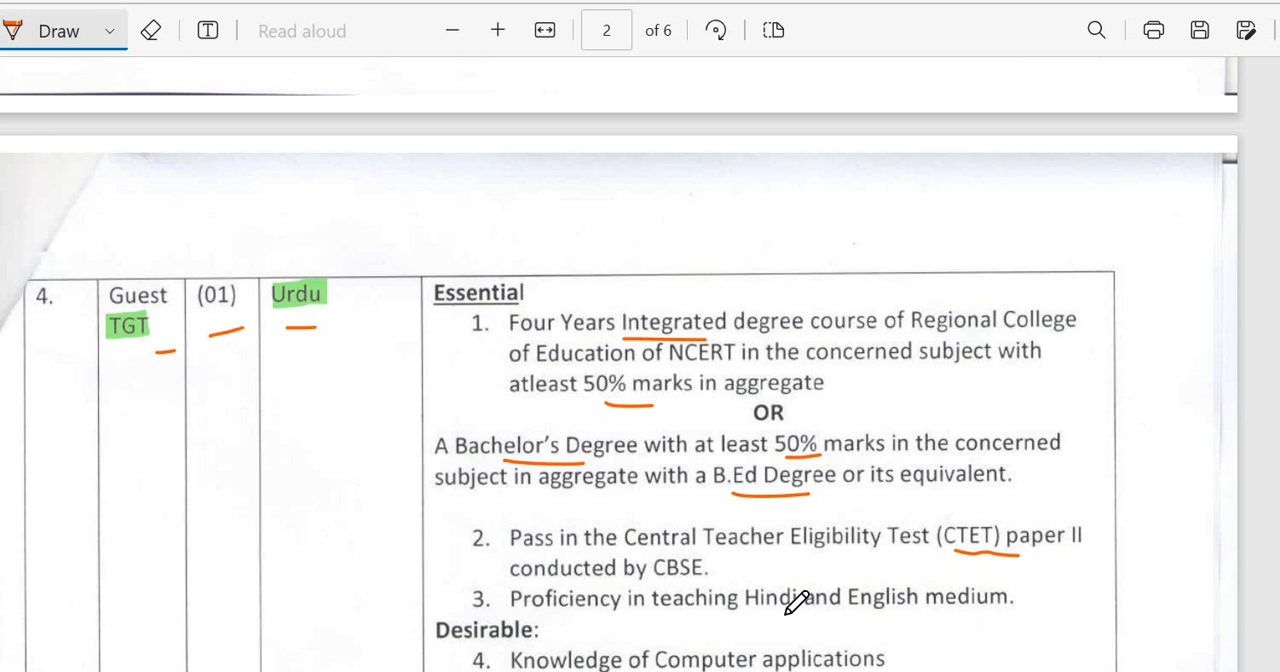 Draw
Read aloud
2 of 6
4. Guest (01) Urdu
TGT
Essential
1. Four Years Integrated degree course of Regional College
of Education of NCERT in the concerned subject with
atleast 50% marks in aggregate
OR
A Bachelor's Degree with at least 50% marks in the concerned
subject in aggregate with a B.Ed Degree or its equivalent.
2. Pass in the Central Teacher Eligibility Test (CTET) paper II
conducted by CBSE.
3. Proficiency in teaching Hindi and English medium.
Desirable:
4. Knowledge of Computer applications